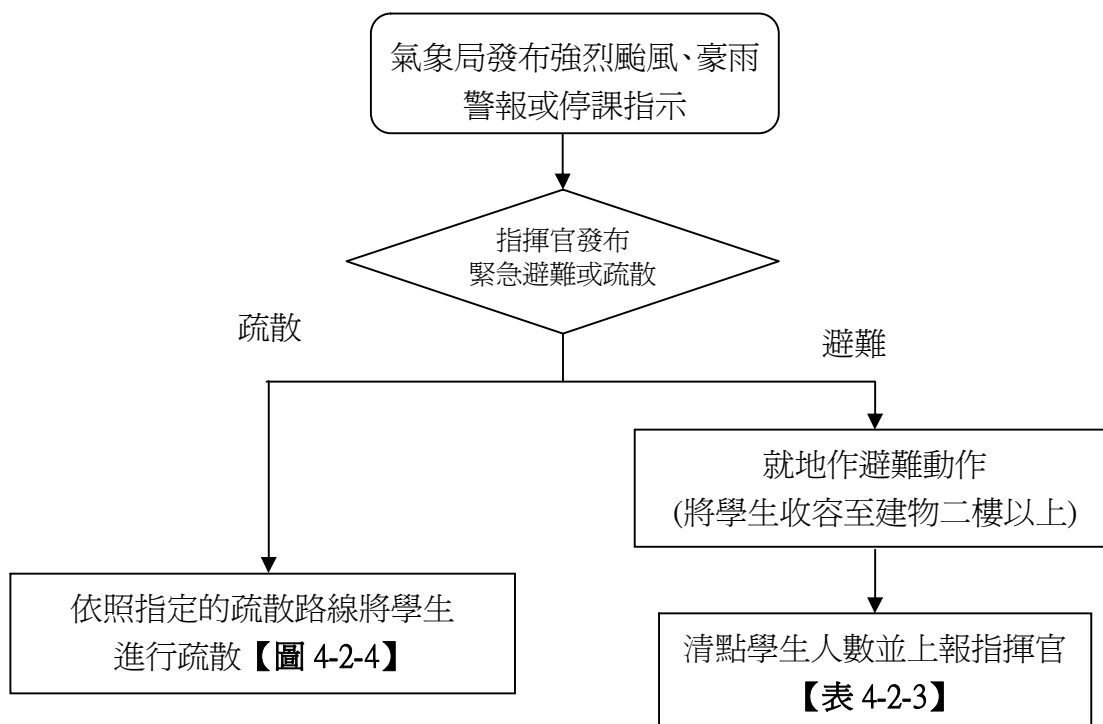 氣象局發布強烈颱風、豪雨
警報或停課指示
指揮官發布
緊急避難或疏散
疏散
避難
就地作避難動作
(將學生收容至建物二樓以上)
依照指定的疏散路線將學生
進行疏散【圖 4-2-4】
清點學生人數並上報指揮官
【表 4-2-3】